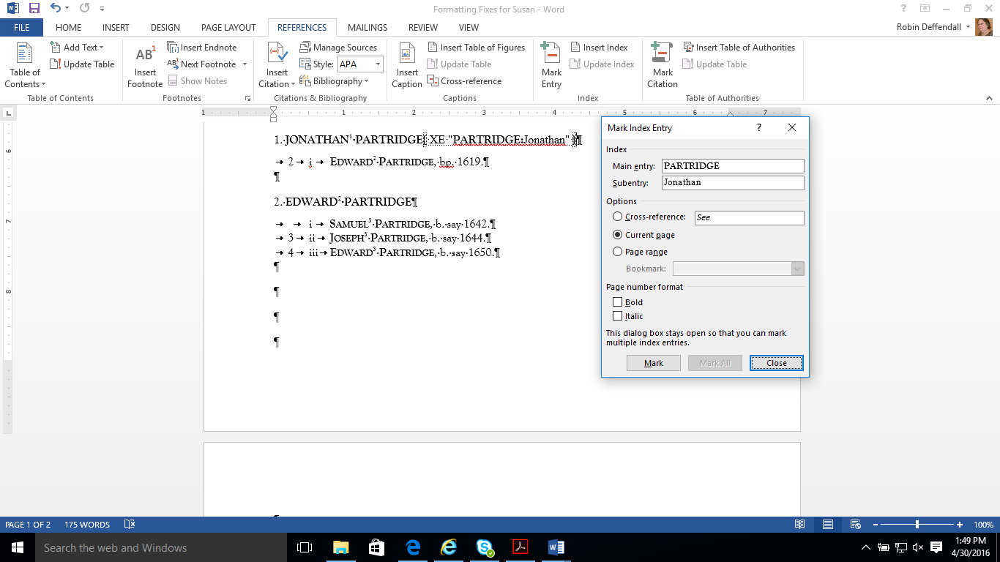 Formatting Fixes for Susan - Word
FILE HOME INSERT DESIGN PAGE LAYOUT REFERENCES MAILINGS REVIEW VIEW Robin Deffendall
Table of Contents
Add Text
Update Table
Table of Contents
AB1
Insert Footnote
Insert Endnote
AB1 Next Footnote
Show Notes
Footnotes
Insert Citation
Manage Sources
Style: APA
Bibliography
Citations & Bibliography
Insert Caption
Insert Table of Figures
Update Table
Cross-reference
Captions
Mark Entry
Insert Index
Update Index
Index
Mark Citation
Insert Table of Authorities
Update Table
Table of Authorities
L
1 1 2 3 4 5 6 7
6
7
8
1.·JONATHAN¹·PARTRIDGE{·XE·"PARTRIDGE:Jonathan"·}¶
→ 2 → i → EDWARD²·PARTRIDGE,·bp.·1619.¶
¶
2.·EDWARD²·PARTRIDGE¶
→ → i → SAMUEL³·PARTRIDGE,·b.·say·1642.¶
→ 3 → ii → JOSEPH³·PARTRIDGE,·b.·say·1644.¶
→ 4 → iii → EDWARD³·PARTRIDGE,·b.·say·1650.¶
¶
¶
¶
¶
Mark Index Entry ?
Index
Main entry: PARTRIDGE
Subentry: Jonathan
Options
Cross-reference: See
Current page
Page range
Bookmark:
Page number format
Bold
Italic
This dialog box stays open so that you can mark
multiple index entries.
Mark Mark All Close
PAGE 1 OF 2 175 WORDS 100%
Search the web and Windows
1:49 PM
4/30/2016